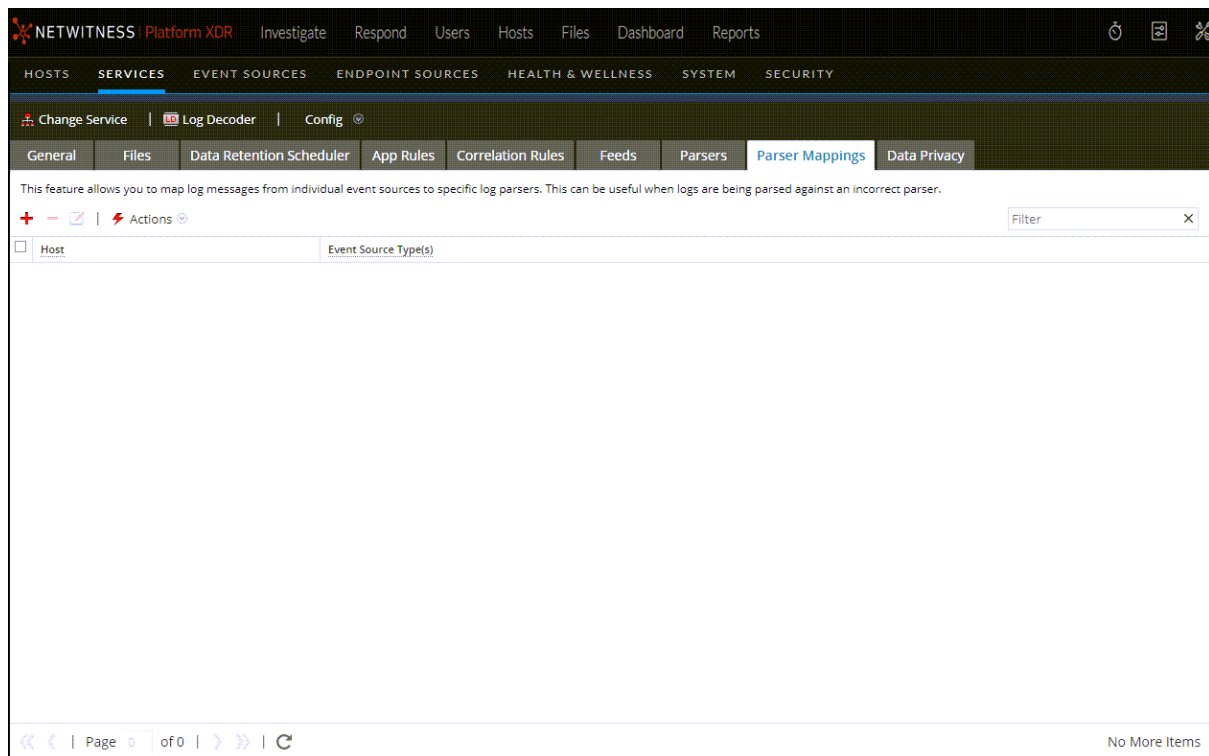 NETWITNESS Platform XDR Investigate Respond Users Hosts Files Dashboard Reports
HOSTS SERVICES EVENT SOURCES ENDPOINT SOURCES HEALTH & WELLNESS SYSTEM SECURITY
Change Service | LD Log Decoder | Config
General Files Data Retention Scheduler App Rules Correlation Rules Feeds Parsers Parser Mappings Data Privacy
This feature allows you to map log messages from individual event sources to specific log parsers. This can be useful when logs are being parsed against an incorrect parser.
Actions Filter
Host Event Source Type(s)
Page 0 of 0 No More Items